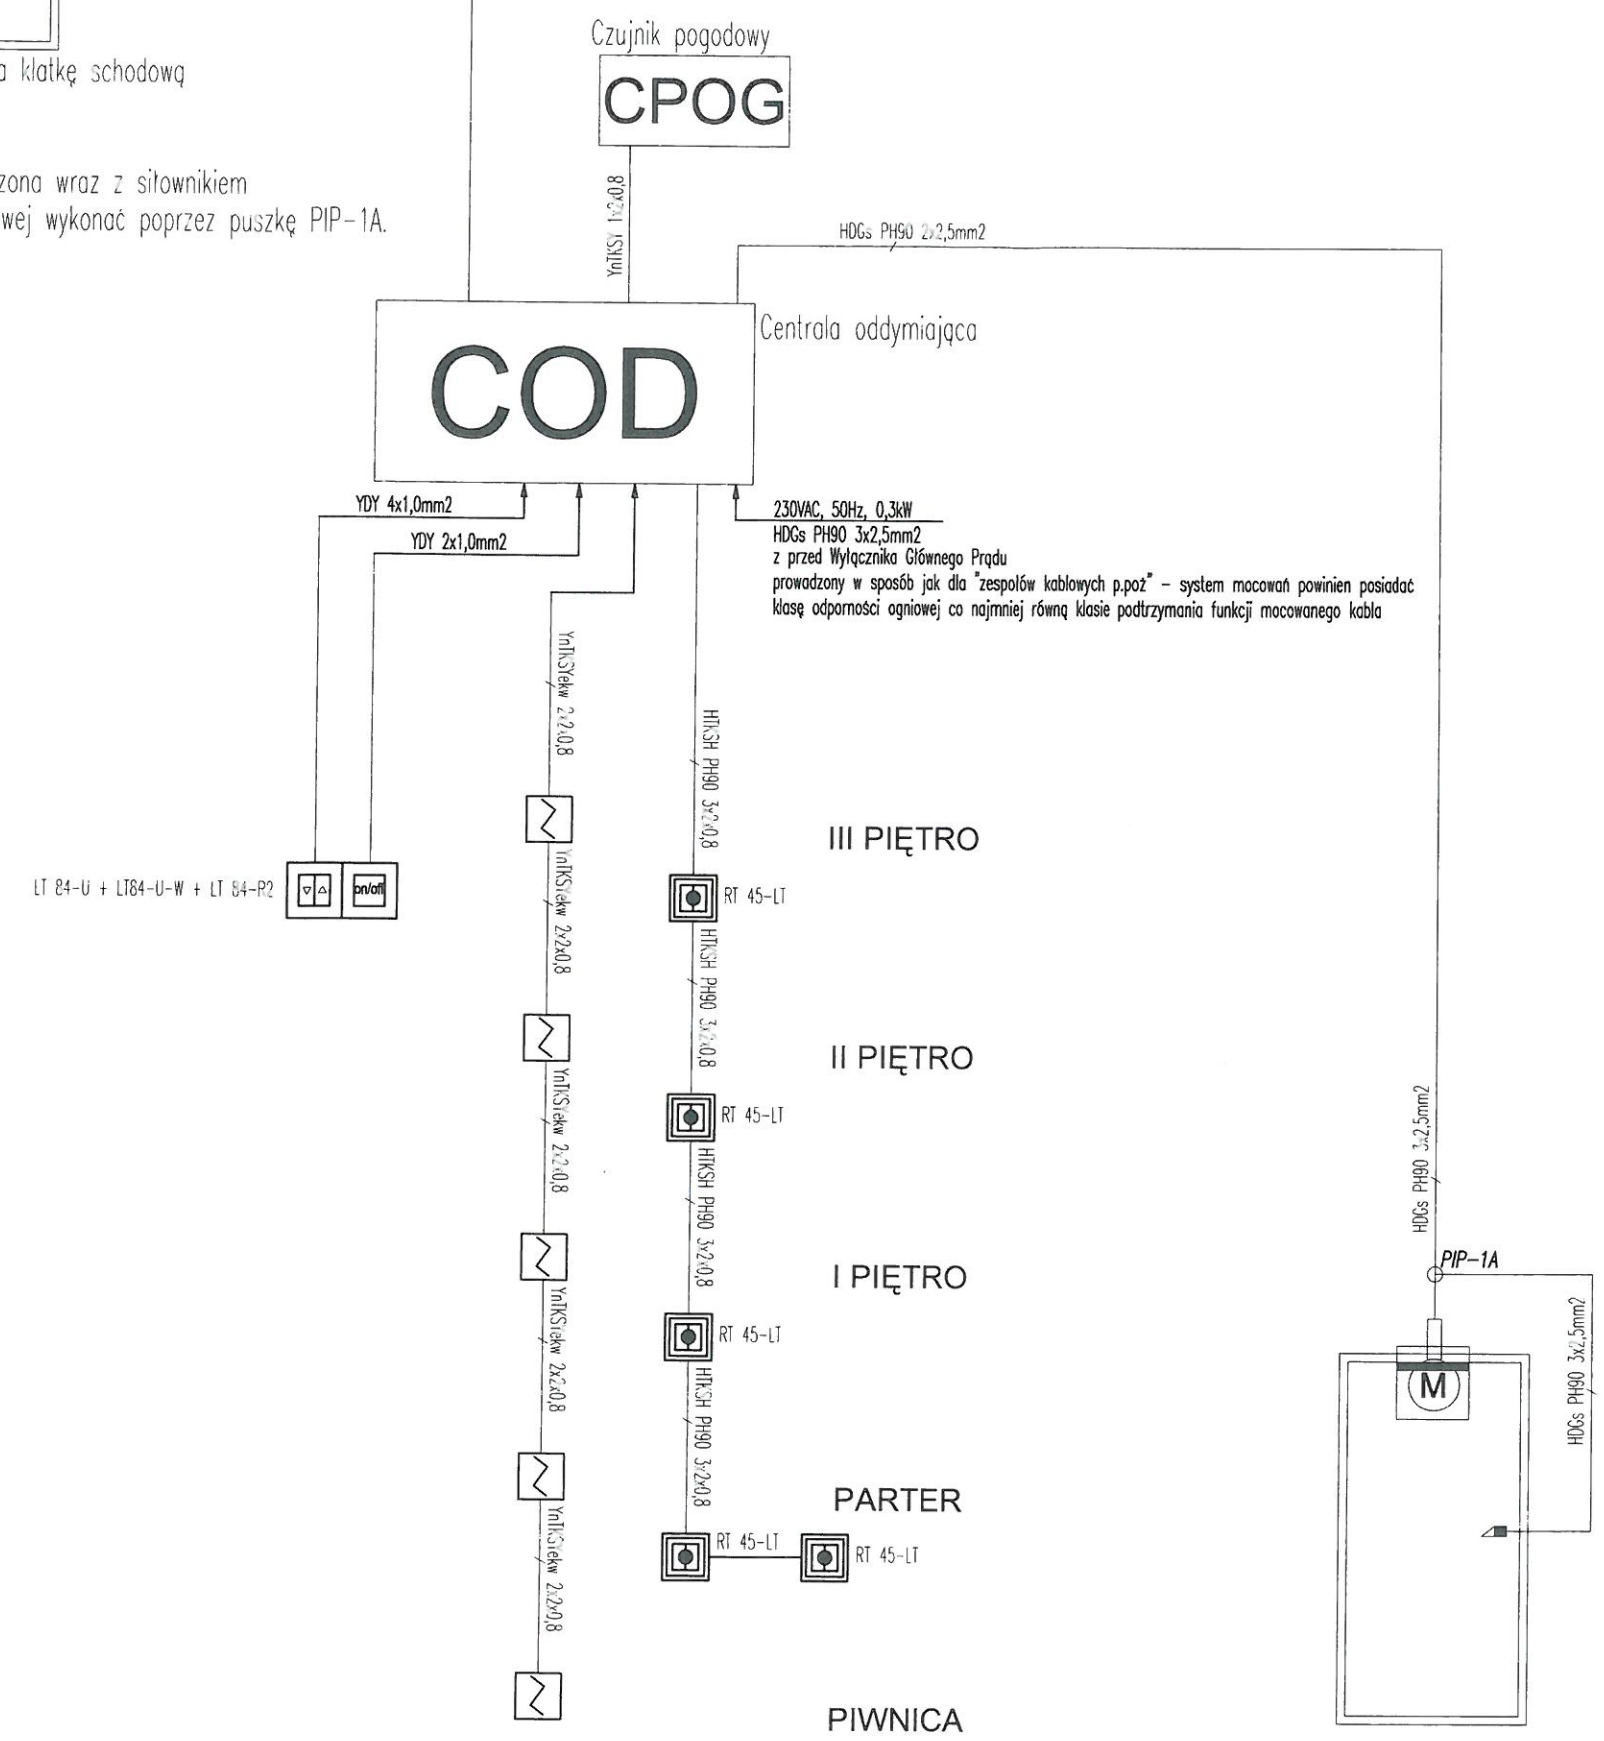 a klatkę schodową
zona wraz z siłownikiem
wej wykonać poprzez puszkę PIP-1A.
Czujnik pogodowy
CPOG
YnTKSY 1x2x0,8
HDGs PH90 2x2,5mm2
COD
Centrala oddymiająca
YDY 4x1,0mm2
YDY 2x1,0mm2
230VAC, 50Hz, 0,3kW
HDGs PH90 3x2,5mm2
z przed Wyłącznika Głównego Prądu
prowadzony w sposób jak dla "zespołów kablowych p.poż" - system mocowań powinien posiadać
klasę odporności ogniowej co najmniej równą klasie podtrzymania funkcji mocowanego kabla
YnTKSYekw 2x2x0,8
HTKSH PH90 3x2x0,8
III PIĘTRO
LT 84-U + LT84-U-W + LT 84-R2
on/off
RT 45-LT
YnTKSYekw 2x2x0,8
HTKSH PH90 3x2x0,8
II PIĘTRO
RT 45-LT
YnTKSYekw 2x2x0,8
HTKSH PH90 3x2x0,8
HDGs PH90 3x2,5mm2
I PIĘTRO
PIP-1A
RT 45-LT
YnTKSYekw 2x2x0,8
HTKSH PH90 3x2x0,8
HDGs PH90 3x2,5mm2
M
PARTER
RT 45-LT
RT 45-LT
YnTKSYekw 2x2x0,8
PIWNICA